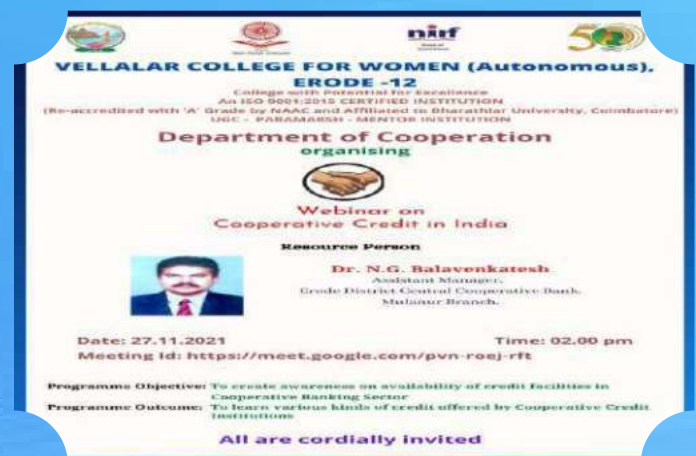 nirf
50
VELLALAR COLLEGE FOR WOMEN (Autonomous),
ERODE -12
College with Potential for Excellence
An ISO 9001:2015 CERTIFIED INSTITUTION
(Re-accredited with 'A' Grade by NAAC and Affiliated to Bharathiar University, Coimbatore)
UGC - PARAMARSH - MENTOR INSTITUTION
Department of Cooperation
organising
Webinar on
Cooperative Credit in India
Resource Person
Dr. N.G. Balavenkatesh
Assistant Manager,
Erode District Central Cooperative Bank,
Mulanur Branch.
Date: 27.11.2021 Time: 02.00 pm
Meeting Id: https://meet.google.com/pvn-roej-rft
Programme Objective: To create awareness on availability of credit facilities in
Cooperative Banking Sector
Programme Outcome: To learn various kinds of credit offered by Cooperative Credit
Institutions
All are cordially invited